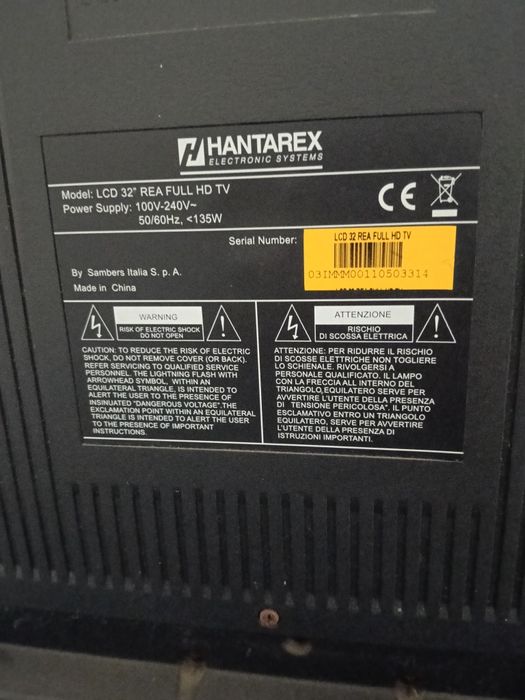 HANTAREX
ELECTRONIC SYSTEMS
Model: LCD 32" REA FULL HD TV
Power Supply: 100V-240V~
50/60Hz, <135W
CE
Serial Number:
LCD 32 REA FULL HD TV
03IMMM00110503314
By Sambers Italia S. p. A.
Made in China
WARNING
RISK OF ELECTRIC SHOCK
DO NOT OPEN
CAUTION: TO REDUCE THE RISK OF ELECTRIC
SHOCK, DO NOT REMOVE COVER (OR BACK).
REFER SERVICING TO QUALIFIED SERVICE
PERSONNEL. THE LIGHTNING FLASH WITH
ARROWHEAD SYMBOL, WITHIN AN
EQUILATERAL TRIANGLE, IS INTENDED TO
ALERT THE USER TO THE PRESENCE OF
INSINUATED "DANGEROUS VOLTAGE",THE
EXCLAMATION POINT WITHIN AN EQUILATERAL
TRIANGLE IS INTENDED TO ALERT THE USER
TO THE PRESENCE OF IMPORTANT
INSTRUCTIONS.
ATTENZIONE
RISCHIO
DI SCOSSA ELETTRICA
ATTENZIONE: PER RIDURRE IL RISCHIO
DI SCOSSE ELETTRICHE NON TOGLIERE
LO SCHIENALE. RIVOLGERSI A
PERSONALE QUALIFICATO. IL LAMPO
CON LA FRECCIA ALL INTERNO DEL
TRIANGOLO,EQUILATERO SERVE PER
AVVERTIRE L'UTENTE DELLA PRESENZA
DI "TENSIONE PERICOLOSA". IL PUNTO
ESCLAMATIVO ENTRO UN TRIANGOLO
EQUILATERO, SERVE PER AVVERTIRE
L'UTENTE DELLA PRESENZA DI
ISTRUZIONI IMPORTANTI.